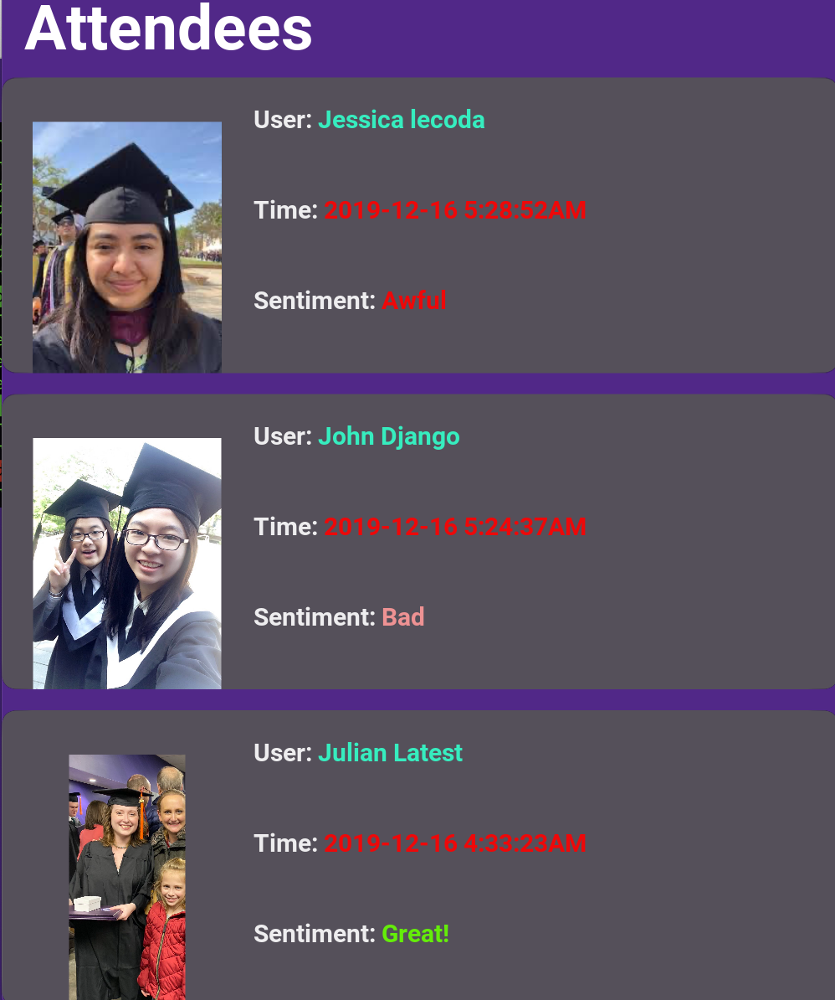 Attendees
User: Jessica lecoda
Time: 2019-12-16 5:28:52AM
Sentiment: Awful
User: John Django
Time: 2019-12-16 5:24:37AM
Sentiment: Bad
User: Julian Latest
Time: 2019-12-16 4:33:23AM
Sentiment: Great!